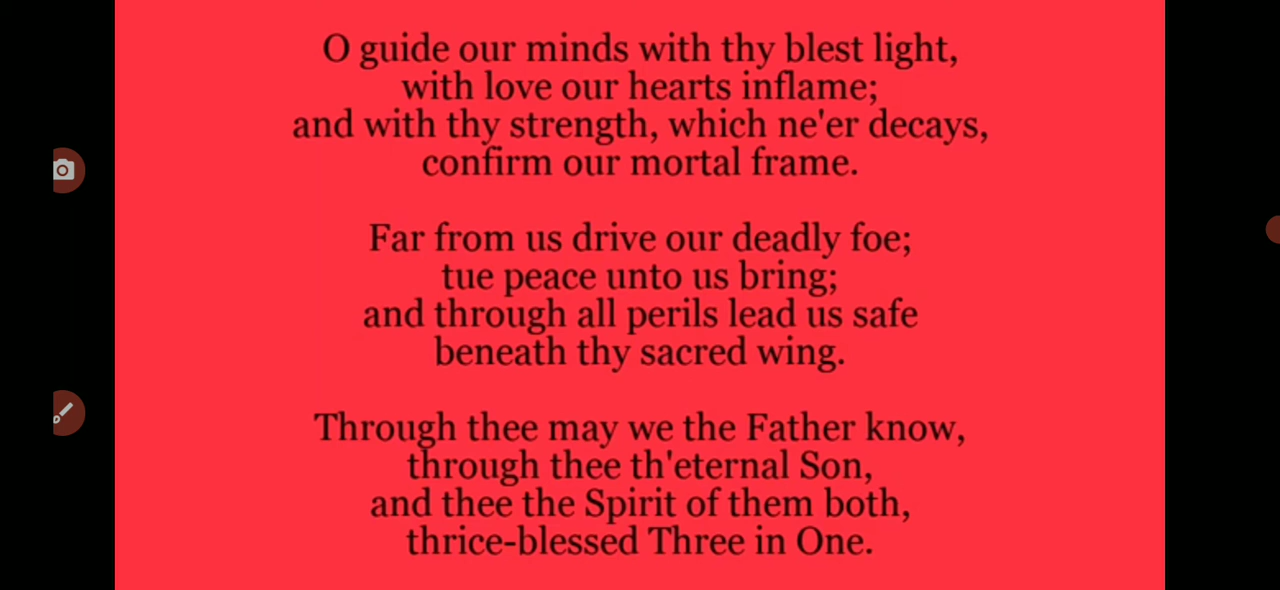 O guide our minds with thy blest light,
with love our hearts inflame;
and with thy strength, which ne'er decays,
confirm our mortal frame.
Far from us drive our deadly foe;
tue peace unto us bring;
and through all perils lead us safe
beneath thy sacred wing.
Through thee may we the Father know,
through thee th'eternal Son,
and thee the Spirit of them both,
thrice-blessed Three in One.